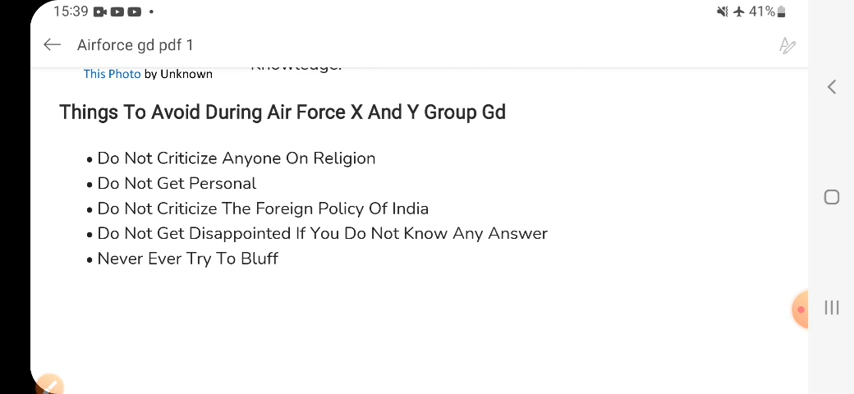 15:39
41%
Airforce gd pdf 1
This Photo by Unknown
Things To Avoid During Air Force X And Y Group Gd
• Do Not Criticize Anyone On Religion
• Do Not Get Personal
• Do Not Criticize The Foreign Policy Of India
• Do Not Get Disappointed If You Do Not Know Any Answer
• Never Ever Try To Bluff